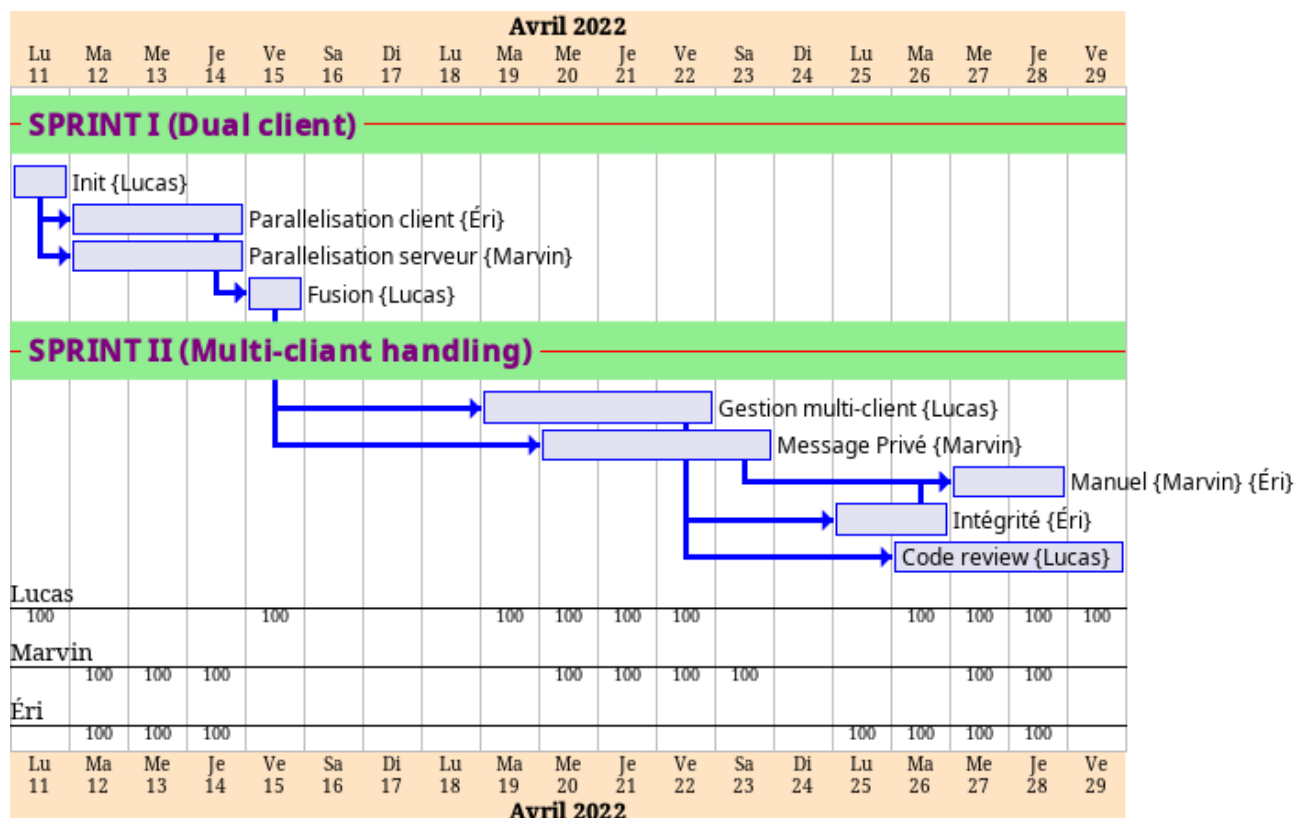 Avril 2022
Lu Ma Me Je Ve Sa Di Lu Ma Me Je Ve Sa Di Lu Ma Me Je Ve
11 12 13 14 15 16 17 18 19 20 21 22 23 24 25 26 27 28 29
SPRINT I (Dual client)
Init {Lucas}
Parallelisation client {Éri}
Parallelisation serveur {Marvin}
Fusion {Lucas}
SPRINT II (Multi-cliant handling)
Gestion multi-client {Lucas}
Message Privé {Marvin}
Manuel {Marvin} {Éri}
Intégrité {Éri}
Code review {Lucas}
Lucas
100 100 100 100 100 100 100 100 100 100
Marvin
100 100 100 100 100 100 100 100 100
Éri
100 100 100 100 100 100 100
Lu Ma Me Je Ve Sa Di Lu Ma Me Je Ve Sa Di Lu Ma Me Je Ve
11 12 13 14 15 16 17 18 19 20 21 22 23 24 25 26 27 28 29
Avril 2022